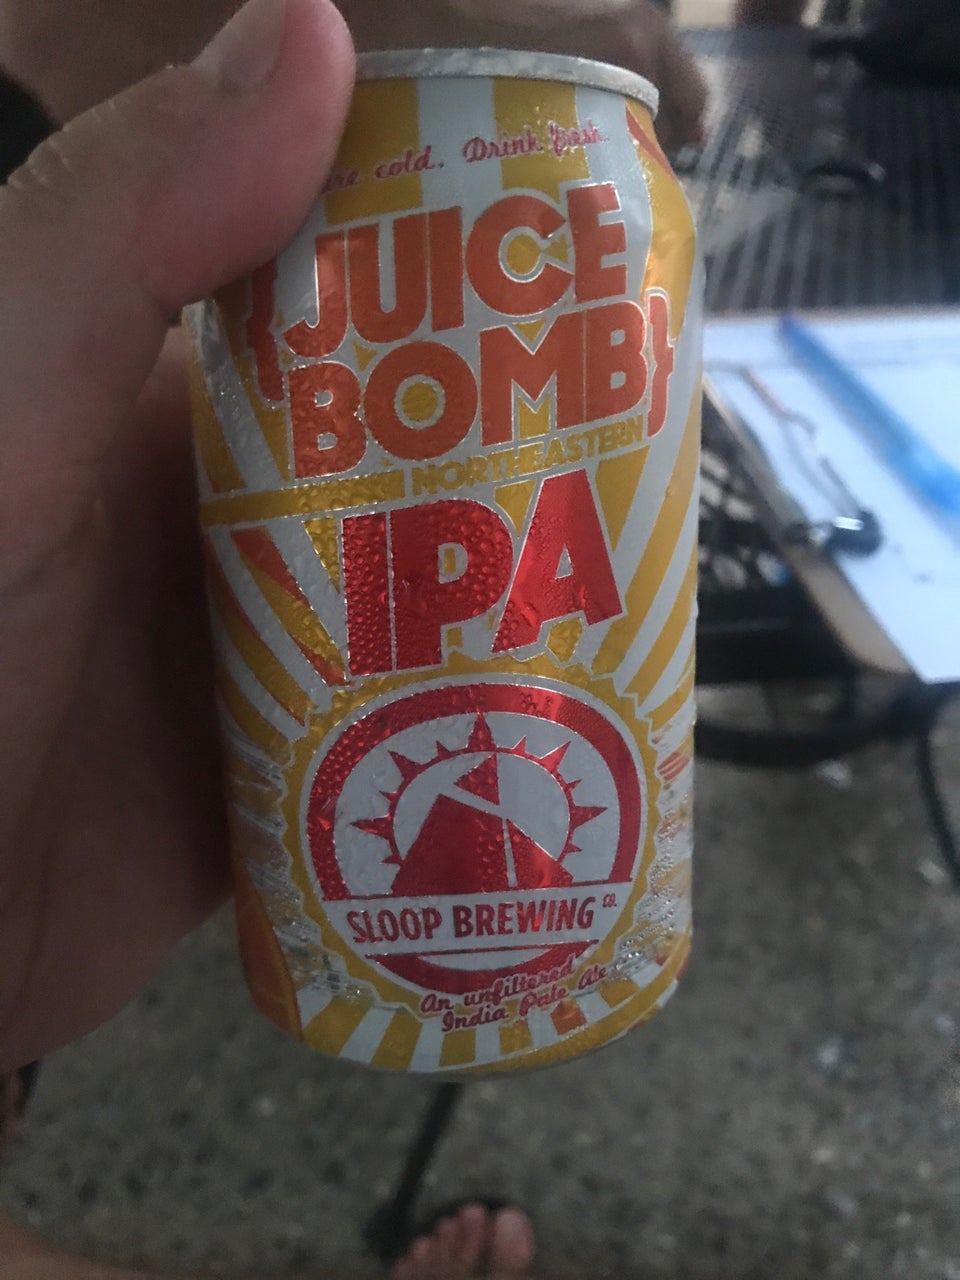 cold. Drink fresh.
{JUICE
BOMB}
NORTHEASTERN
IPA
SLOOP BREWING CO.
An unfiltered
India Pale Ale